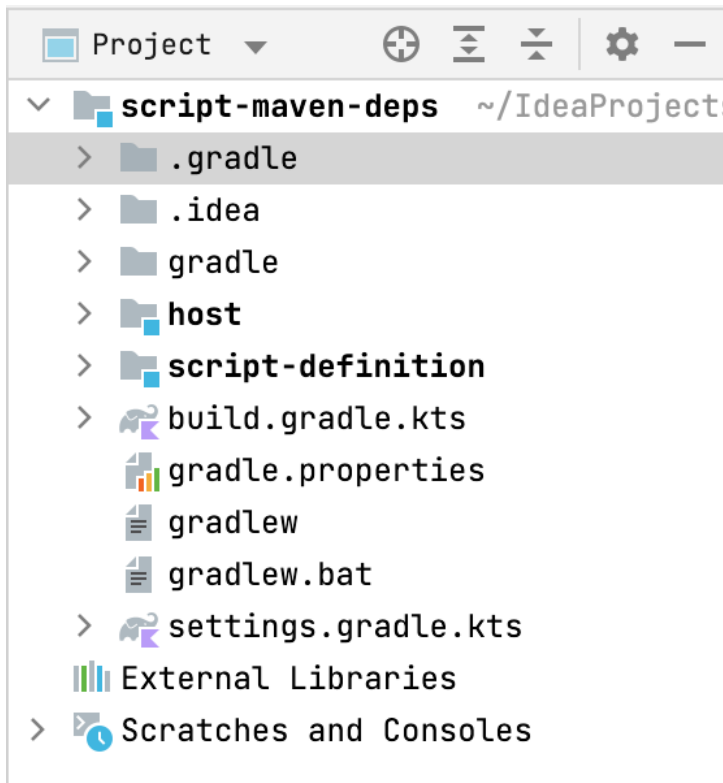 Project
script-maven-deps ~/IdeaProjects
.gradle
.idea
gradle
host
script-definition
build.gradle.kts
gradle.properties
gradlew
gradlew.bat
settings.gradle.kts
External Libraries
Scratches and Consoles